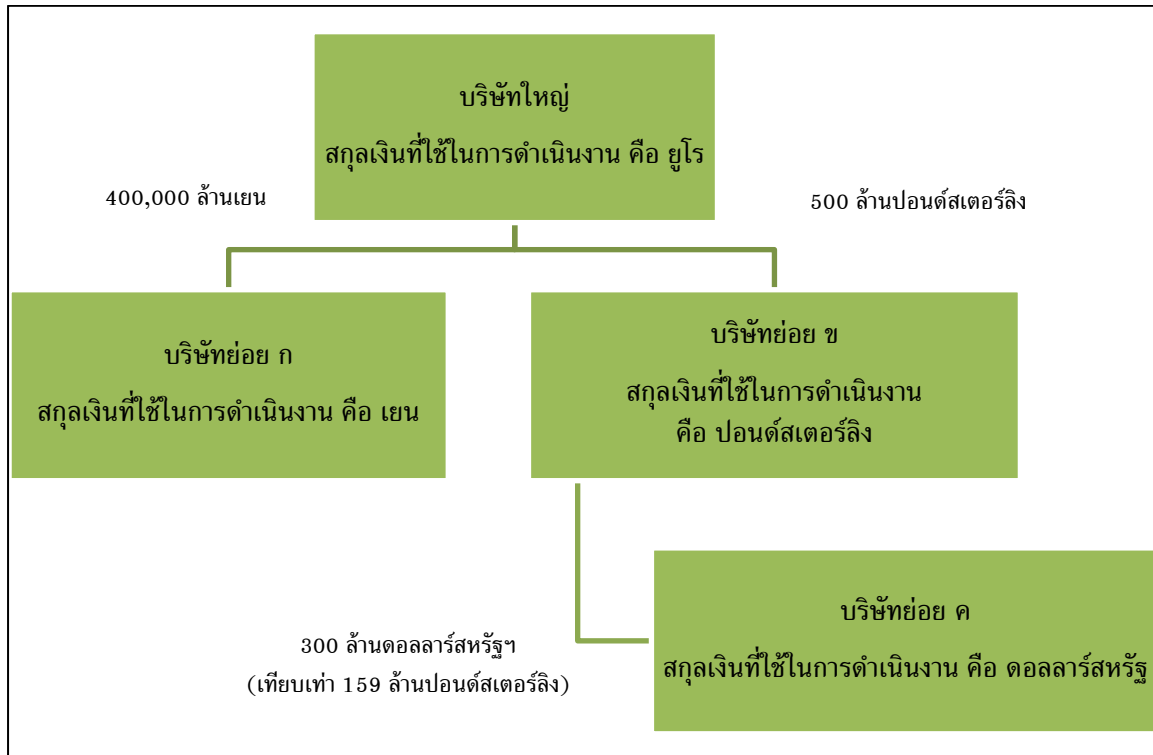 บริษัทใหญ่
สกุลเงินที่ใช้ในการดำเนินงาน คือ ยูโร
400,000 ล้านเยน
500 ล้านปอนด์สเตอร์ลิง
บริษัทย่อย ก
สกุลเงินที่ใช้ในการดำเนินงาน คือ เยน
บริษัทย่อย ข
สกุลเงินที่ใช้ในการดำเนินงาน
คือ ปอนด์สเตอร์ลิง
300 ล้านดอลลาร์สหรัฐฯ
(เทียบเท่า 159 ล้านปอนด์สเตอร์ลิง)
บริษัทย่อย ค
สกุลเงินที่ใช้ในการดำเนินงาน คือ ดอลลาร์สหรัฐ